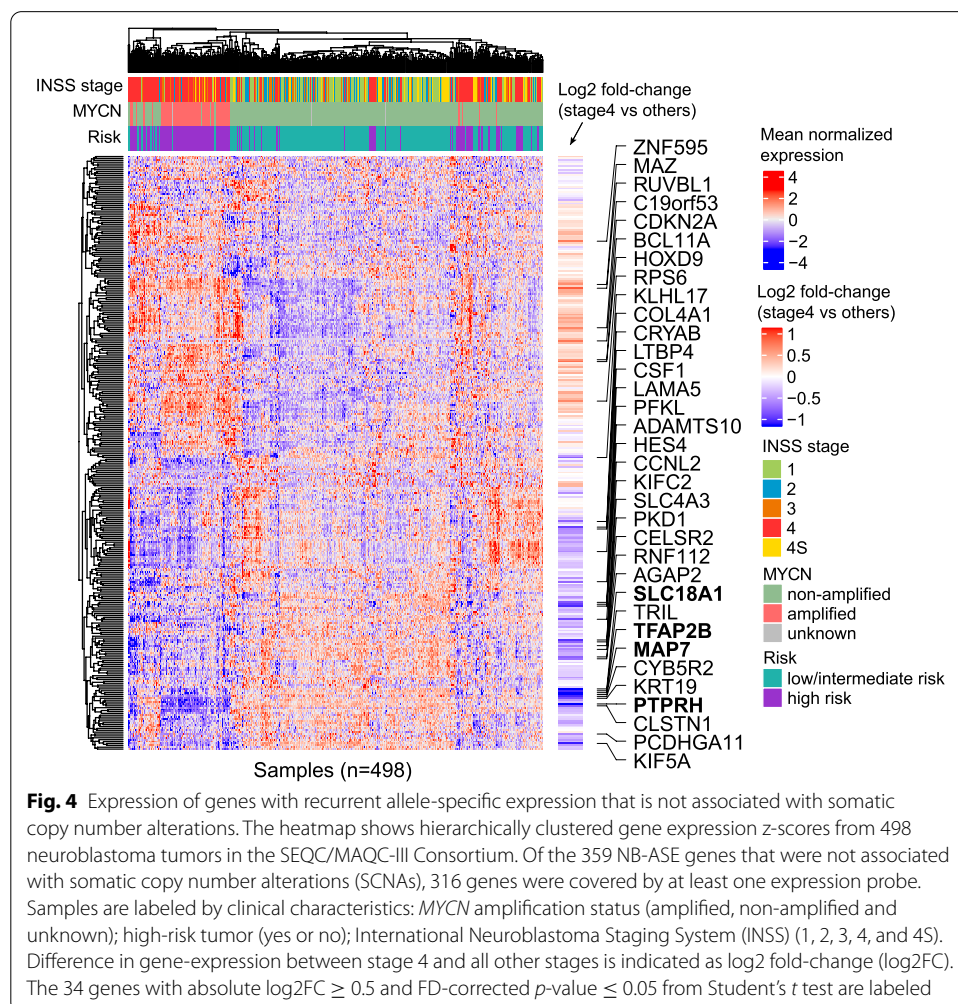 INSS stage
MYCN
Risk
Log2 fold-change
(stage4 vs others)
ZNF595
MAZ
RUVBL1
C19orf53
CDKN2A
BCL11A
HOXD9
RPS6
KLHL17
COL4A1
CRYAB
LTBP4
CSF1
LAMA5
PFKL
ADAMTS10
HES4
CCNL2
KIFC2
SLC4A3
PKD1
CELSR2
RNF112
AGAP2
SLC18A1
TRIL
TFAP2B
MAP7
CYB5R2
KRT19
PTPRH
CLSTN1
PCDHGA11
KIF5A
Mean normalized
expression
4
2
0
−2
−4
Log2 fold-change
(stage4 vs others)
1
0.5
0
−0.5
−1
INSS stage
1
2
3
4
4S
MYCN
non-amplified
amplified
unknown
Risk
low/intermediate risk
high risk
Samples (n=498)
Fig. 4 Expression of genes with recurrent allele-specific expression that is not associated with somatic
copy number alterations. The heatmap shows hierarchically clustered gene expression z-scores from 498
neuroblastoma tumors in the SEQC/MAQC-III Consortium. Of the 359 NB-ASE genes that were not associated
with somatic copy number alterations (SCNAs), 316 genes were covered by at least one expression probe.
Samples are labeled by clinical characteristics: MYCN amplification status (amplified, non-amplified and
unknown); high-risk tumor (yes or no); International Neuroblastoma Staging System (INSS) (1, 2, 3, 4, and 4S).
Difference in gene-expression between stage 4 and all other stages is indicated as log2 fold-change (log2FC).
The 34 genes with absolute log2FC ≥ 0.5 and FD-corrected p-value ≤ 0.05 from Student's t test are labeled